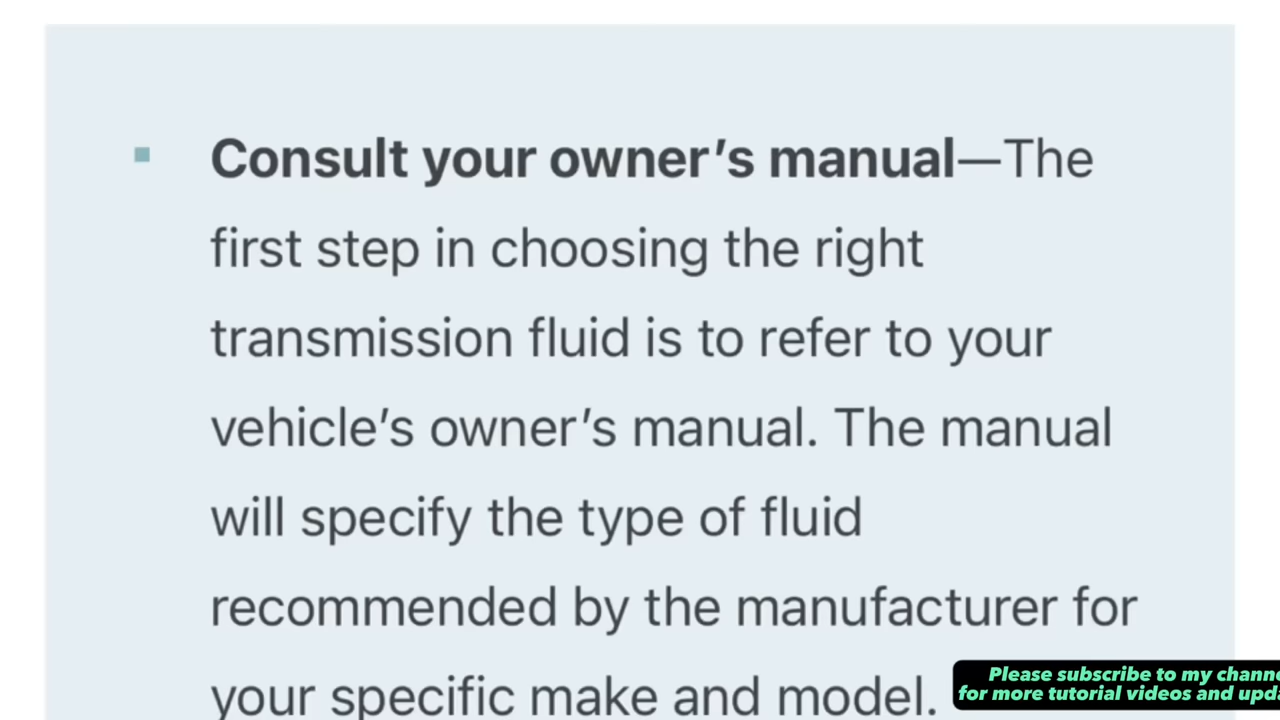 Consult your owner’s manual—The
first step in choosing the right
transmission fluid is to refer to your
vehicle’s owner’s manual. The manual
will specify the type of fluid
recommended by the manufacturer for
your specific make and model.
Please subscribe to my
for more tutorial videos and